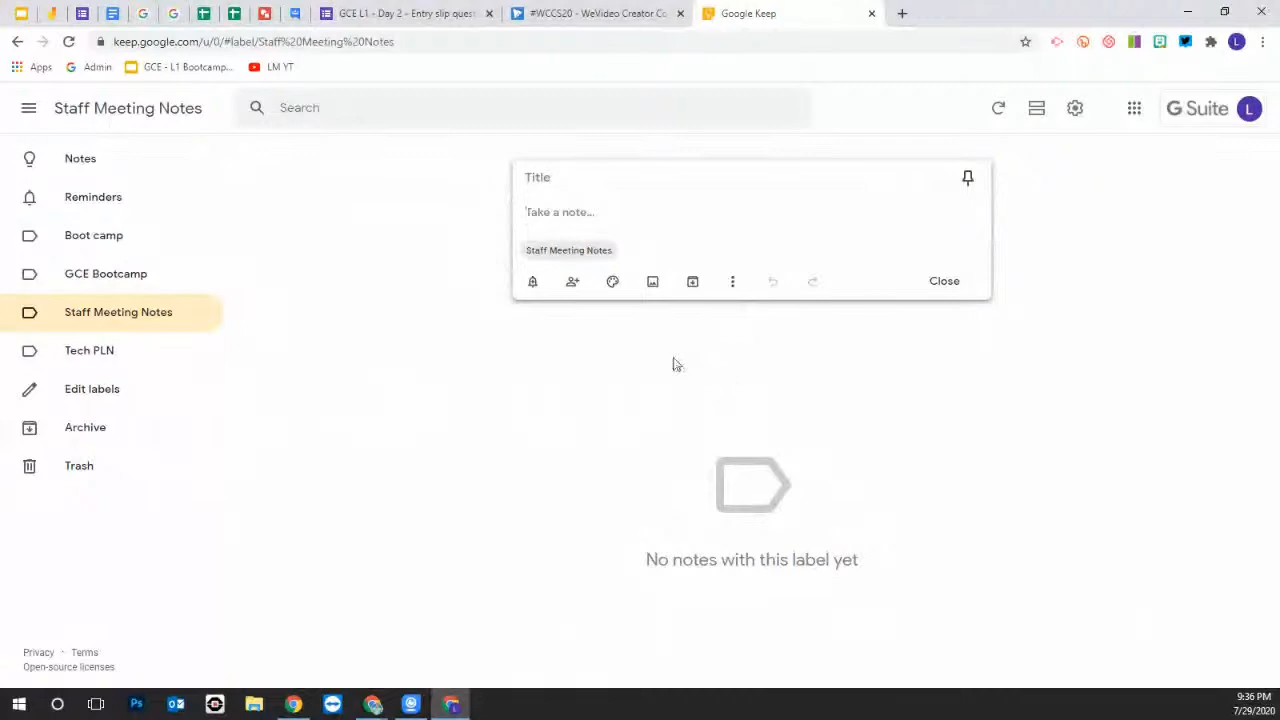 GCE L1 - Day 2 - Entry slip quest
#WCCS20 - WeVideo Creator Co
Google Keep
keep.google.com/u/0/#label/Staff%20Meeting%20Notes
L
Apps
Admin
GCE - L1 Bootcamp...
LM YT
Staff Meeting Notes
Search
G Suite
L
Notes
Reminders
Boot camp
GCE Bootcamp
Staff Meeting Notes
Tech PLN
Edit labels
Archive
Trash
Title
Take a note...
Staff Meeting Notes
Close
No notes with this label yet
Privacy · Terms
Open-source licenses
Ps
9:36 PM
7/29/2020